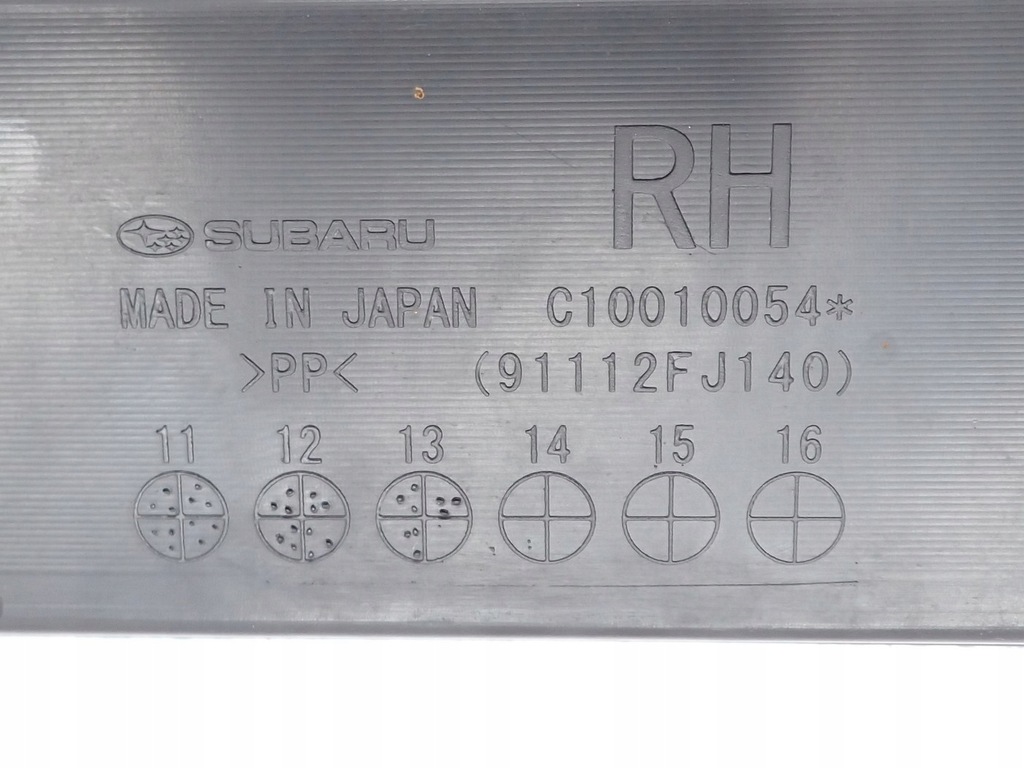 RH
SUBARU
MADE IN JAPAN C10010054*
>PP< (91112FJ140)
11 12 13 14 15 16